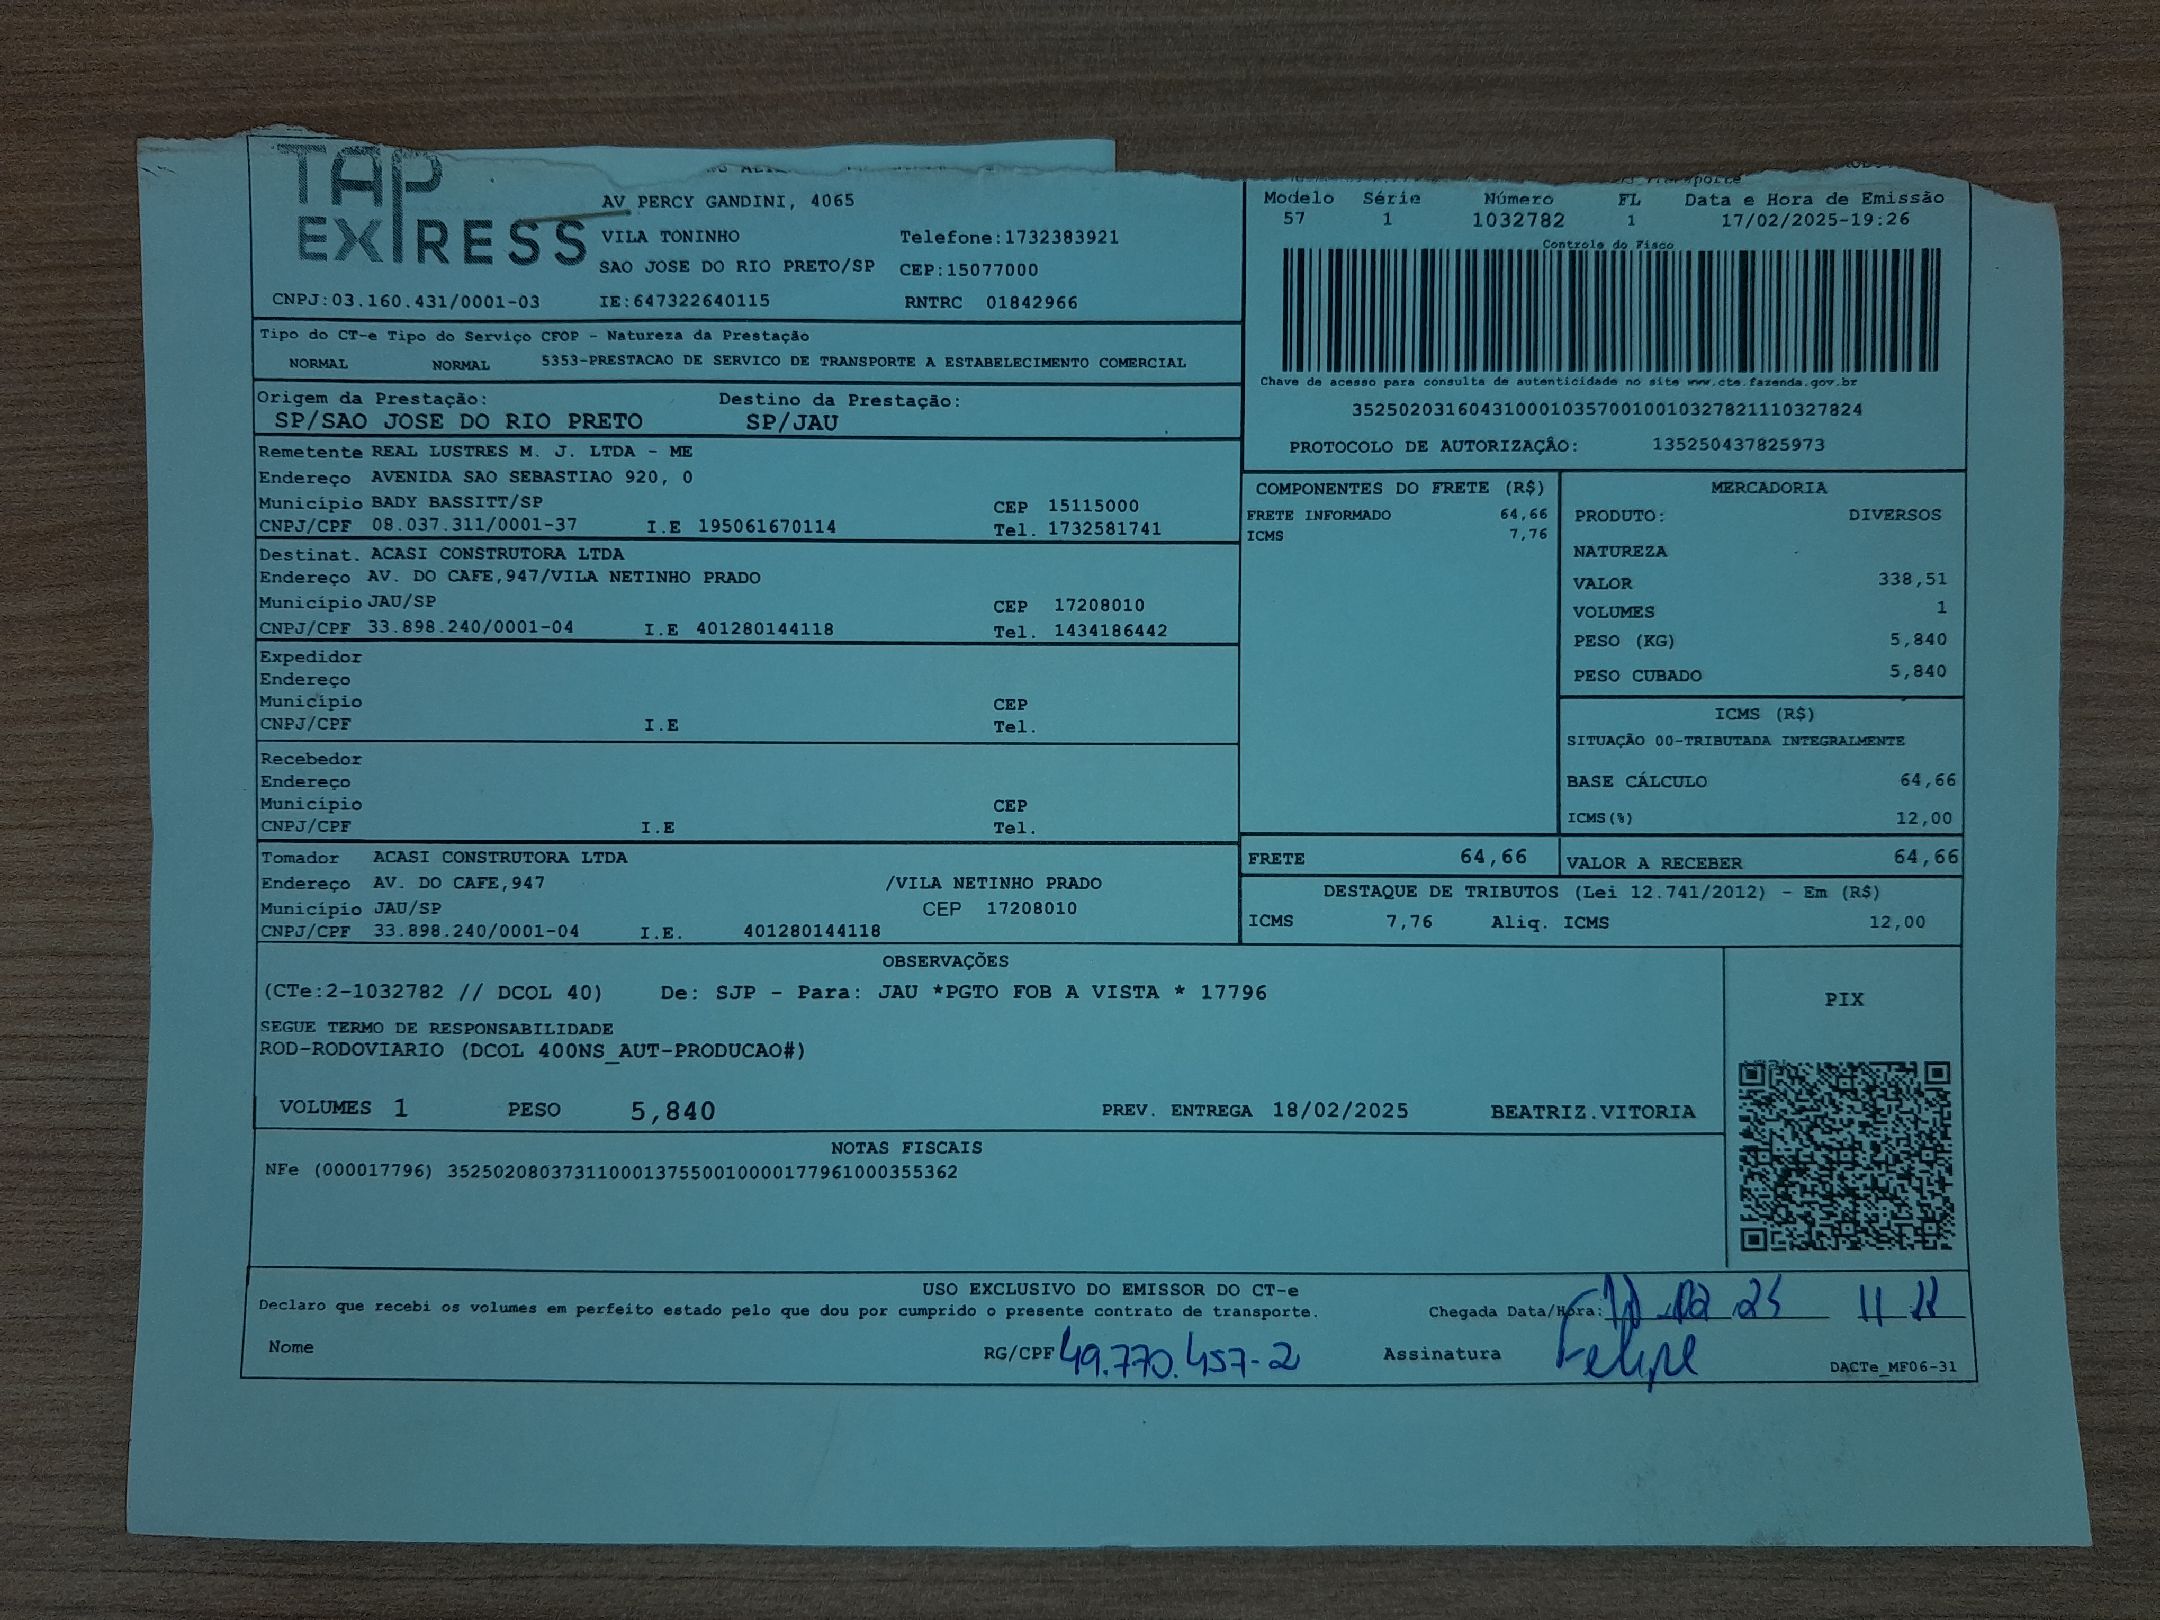 TAP
EXPRESS
AV PERCY GANDINI, 4065
VILA TONINHO Telefone:1732383921
SAO JOSE DO RIO PRETO/SP CEP:15077000
CNPJ:03.160.431/0001-03 IE:647322640115 RNTRC 01842966
Modelo Série Número FL Data e Hora de Emissão
57 1 1032782 1 17/02/2025-19:26
Controle do Fisco
Chave de acesso para consulta de autenticidade no site www.cte.fazenda.gov.br
35250203160431000103570010010327821110327824
PROTOCOLO DE AUTORIZAÇÃO: 135250437825973
Tipo do CT-e Tipo do Serviço CFOP - Natureza da Prestação
NORMAL NORMAL 5353-PRESTACAO DE SERVICO DE TRANSPORTE A ESTABELECIMENTO COMERCIAL
Origem da Prestação: Destino da Prestação:
SP/SAO JOSE DO RIO PRETO SP/JAU
Remetente REAL LUSTRES M. J. LTDA - ME
Endereço AVENIDA SAO SEBASTIAO 920, 0
Município BADY BASSITT/SP CEP 15115000
CNPJ/CPF 08.037.311/0001-37 I.E 195061670114 Tel. 1732581741
Destinat. ACASI CONSTRUTORA LTDA
Endereço AV. DO CAFE,947/VILA NETINHO PRADO
Município JAU/SP CEP 17208010
CNPJ/CPF 33.898.240/0001-04 I.E 401280144118 Tel. 1434186442
Expedidor
Endereço
Município CEP
CNPJ/CPF I.E Tel.
Recebedor
Endereço
Município CEP
CNPJ/CPF I.E Tel.
Tomador ACASI CONSTRUTORA LTDA
Endereço AV. DO CAFE,947 /VILA NETINHO PRADO
Município JAU/SP CEP 17208010
CNPJ/CPF 33.898.240/0001-04 I.E. 401280144118
COMPONENTES DO FRETE (R$)
FRETE INFORMADO 64,66
ICMS 7,76
MERCADORIA
PRODUTO: DIVERSOS
NATUREZA
VALOR 338,51
VOLUMES 1
PESO (KG) 5,840
PESO CUBADO 5,840
ICMS (R$)
SITUAÇÃO 00-TRIBUTADA INTEGRALMENTE
BASE CÁLCULO 64,66
ICMS(%) 12,00
FRETE 64,66 VALOR A RECEBER 64,66
DESTAQUE DE TRIBUTOS (Lei 12.741/2012) - Em (R$)
ICMS 7,76 Aliq. ICMS 12,00
OBSERVAÇÕES
(CTe:2-1032782 // DCOL 40) De: SJP - Para: JAU *PGTO FOB A VISTA * 17796
SEGUE TERMO DE RESPONSABILIDADE
ROD-RODOVIARIO (DCOL 400NS_AUT-PRODUCAO#)
VOLUMES 1 PESO 5,840 PREV. ENTREGA 18/02/2025 BEATRIZ.VITORIA
PIX
NOTAS FISCAIS
NFe (000017796) 35250208037311000137550010000177961000355362
USO EXCLUSIVO DO EMISSOR DO CT-e
Declaro que recebi os volumes em perfeito estado pelo que dou por cumprido o presente contrato de transporte. Chegada Data/Hora:
Nome RG/CPF 49.770.457-2 Assinatura Felipe DACTe_MF06-31